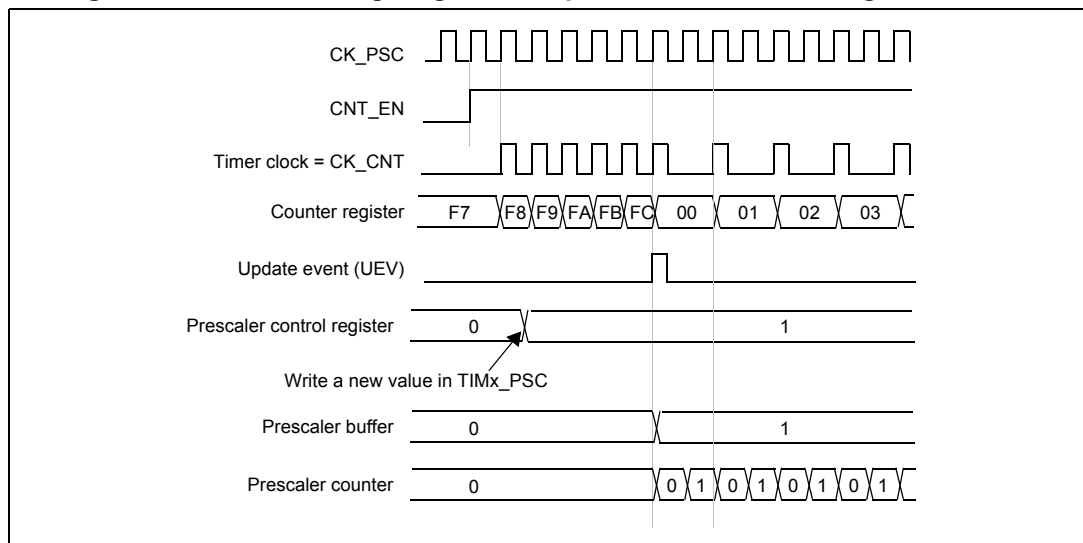 CK_PSC
CNT_EN
Timer clock = CK_CNT
Counter register F7 F8 F9 FA FB FC 00 01 02 03
Update event (UEV)
Prescaler control register 0 1
Write a new value in TIMx_PSC
Prescaler buffer 0 1
Prescaler counter 0 0 1 0 1 0 1 0 1